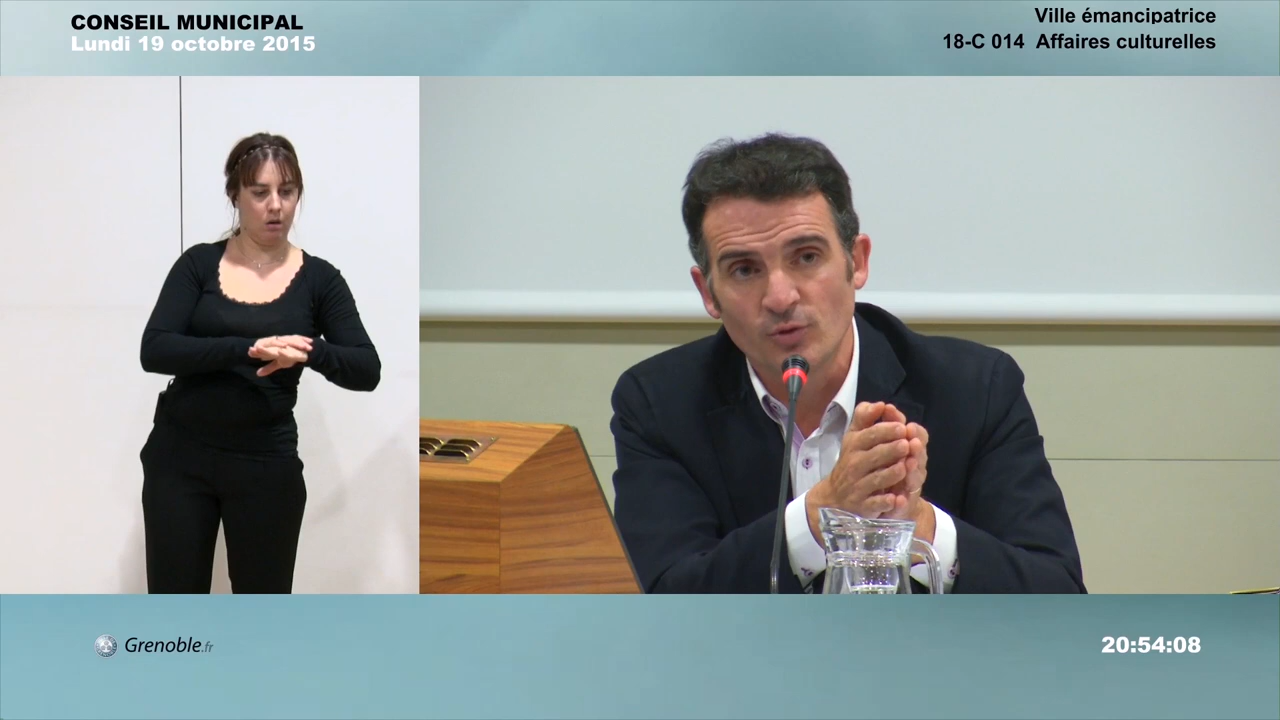 CONSEIL MUNICIPAL
Lundi 19 octobre 2015
Ville émancipatrice
18-C 014 Affaires culturelles
Grenoble.fr
20:54:08